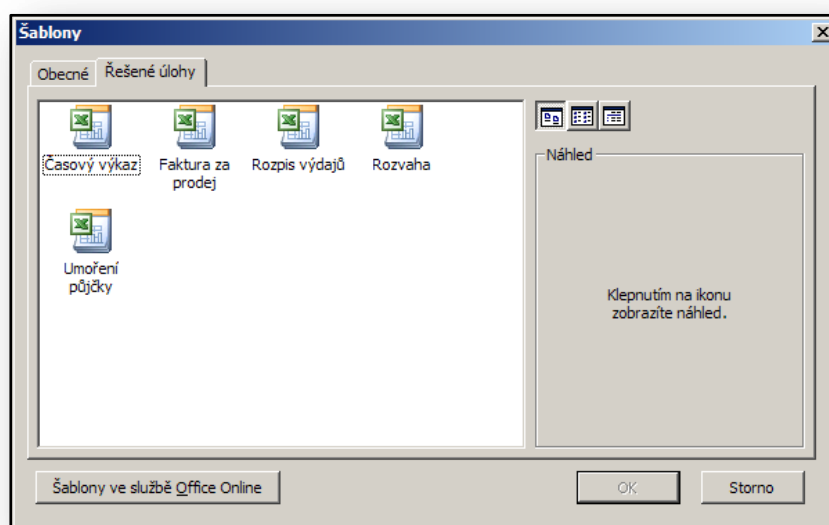 Šablony
Obecné
Řešené úlohy
Časový výkaz
Faktura za
prodej
Rozpis výdajů
Rozvaha
Umoření
půjčky
Náhled
Klepnutím na ikonu
zobrazíte náhled.
Šablony ve službě Office Online
OK
Storno